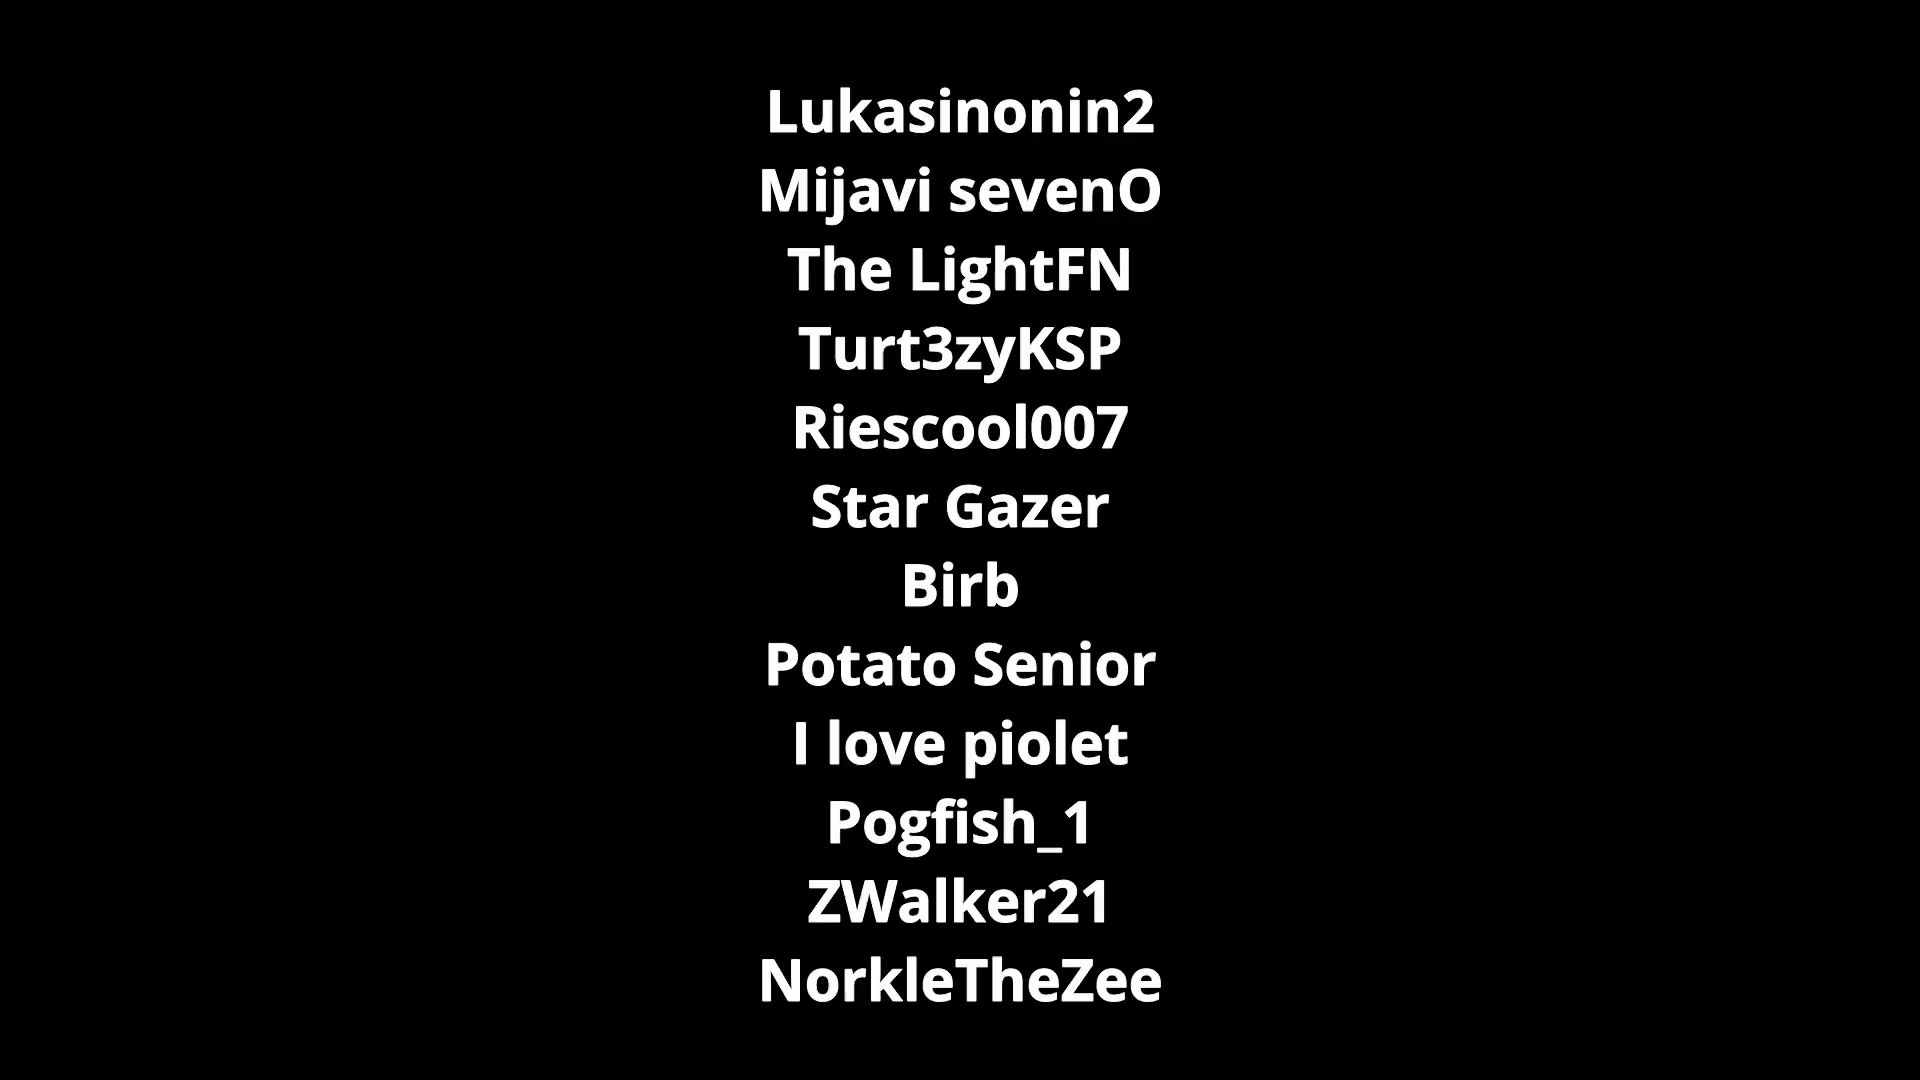 Lukasinonin2
Mijavi sevenO
The LightFN
Turt3zyKSP
Riescool007
Star Gazer
Birb
Potato Senior
I love piolet
Pogfish_1
ZWalker21
NorkleTheZee